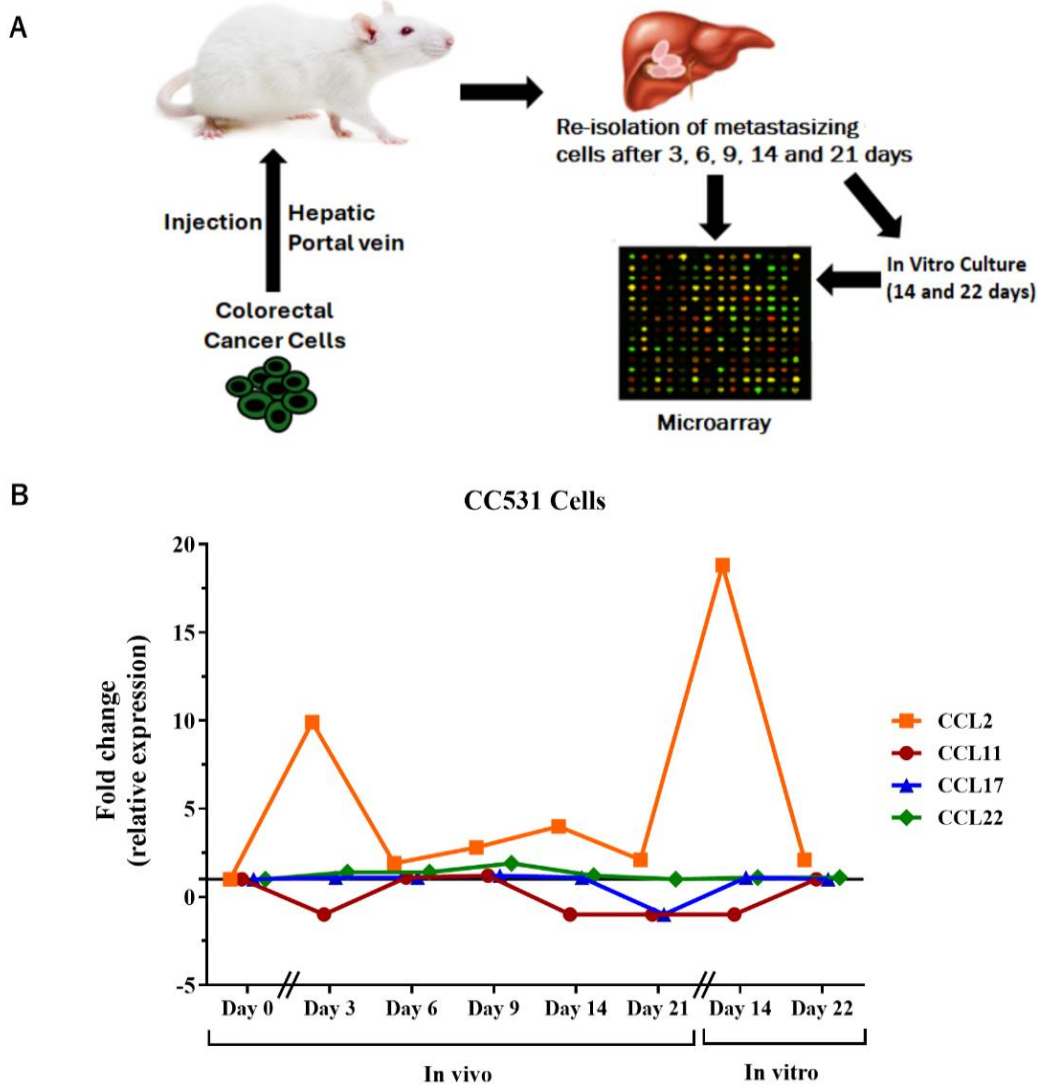 A
Re-isolation of metastasizing
cells after 3, 6, 9, 14 and 21 days
Injection
Hepatic
Portal vein
In Vitro Culture
(14 and 22 days)
Colorectal
Cancer Cells
Microarray
B
CC531 Cells
Fold change
(relative expression)
20
15
10
5
0
-5
CCL2
CCL11
CCL17
CCL22
Day 0 Day 3 Day 6 Day 9 Day 14 Day 21 Day 14 Day 22
In vivo In vitro